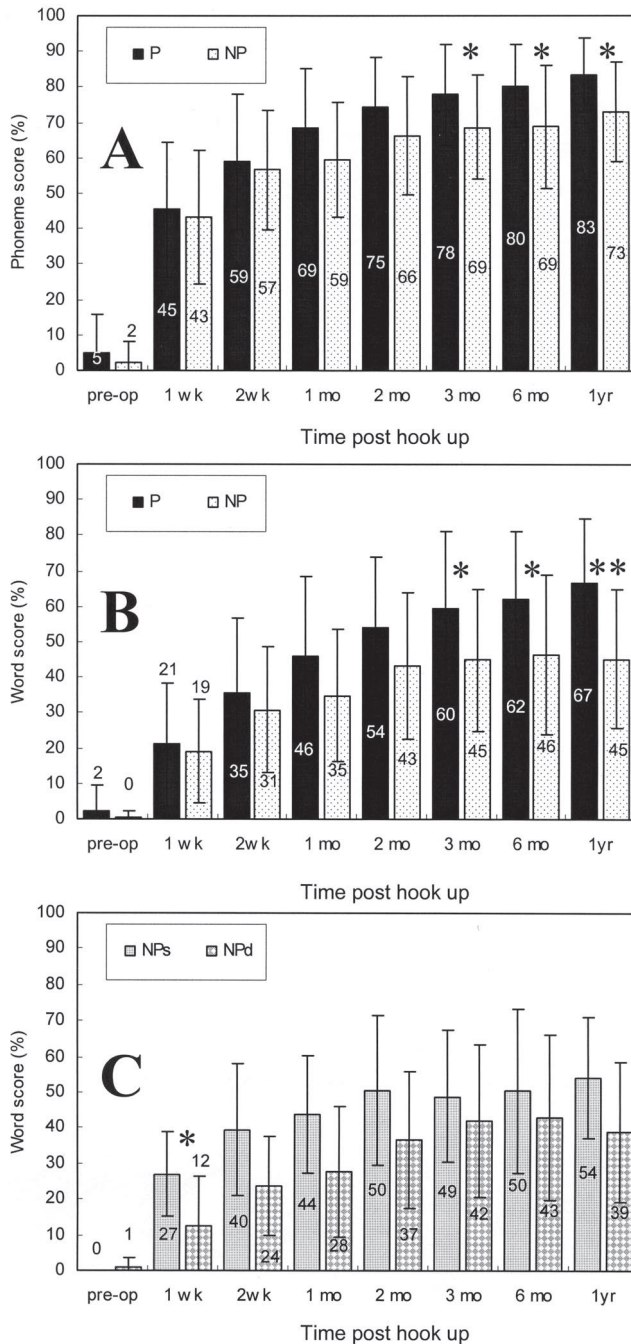 100
90
80
70
60
50
40
30
20
10
0
Phoneme score (%)
P NP
A
* * *
5 2 45 43 59 57 69 59 75 66 78 69 80 69 83 73
pre-op 1 wk 2wk 1 mo 2 mo 3 mo 6 mo 1yr
Time post hook up
100
90
80
70
60
50
40
30
20
10
0
Word score (%)
P NP
B
* * **
2 0 21 19 35 31 46 35 54 43 60 45 62 46 67 45
pre-op 1 wk 2wk 1 mo 2 mo 3 mo 6 mo 1yr
Time post hook up
100
90
80
70
60
50
40
30
20
10
0
Word score (%)
NPs NPd
C
*
0 1 27 12 40 24 44 28 50 37 49 42 50 43 54 39
pre-op 1 wk 2wk 1 mo 2 mo 3 mo 6 mo 1yr
Time post hook up